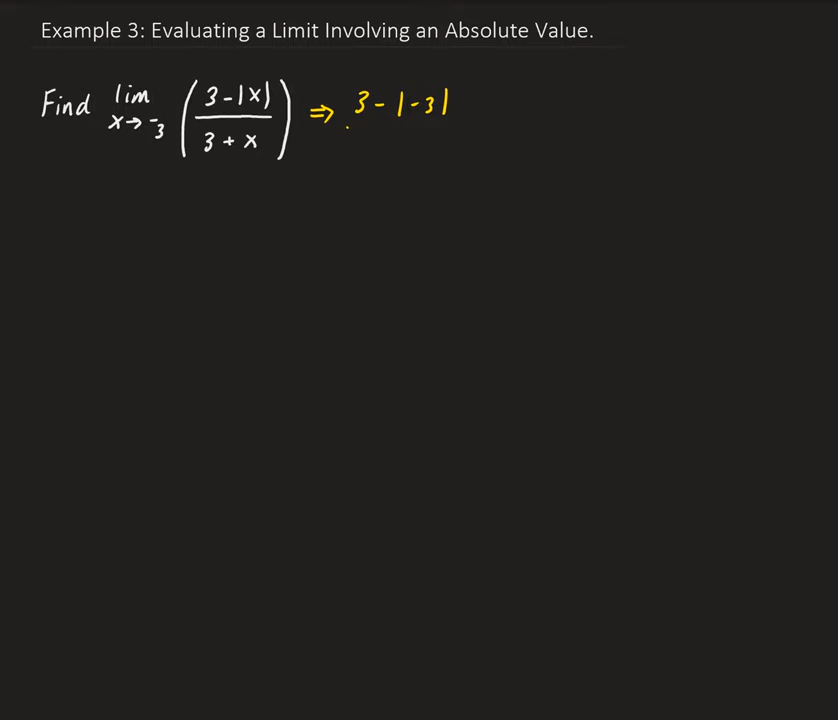 Example 3: Evaluating a Limit Involving an Absolute Value.
Find lim x→-3 (3-|x| / 3+x) ⇒ 3-|-3|